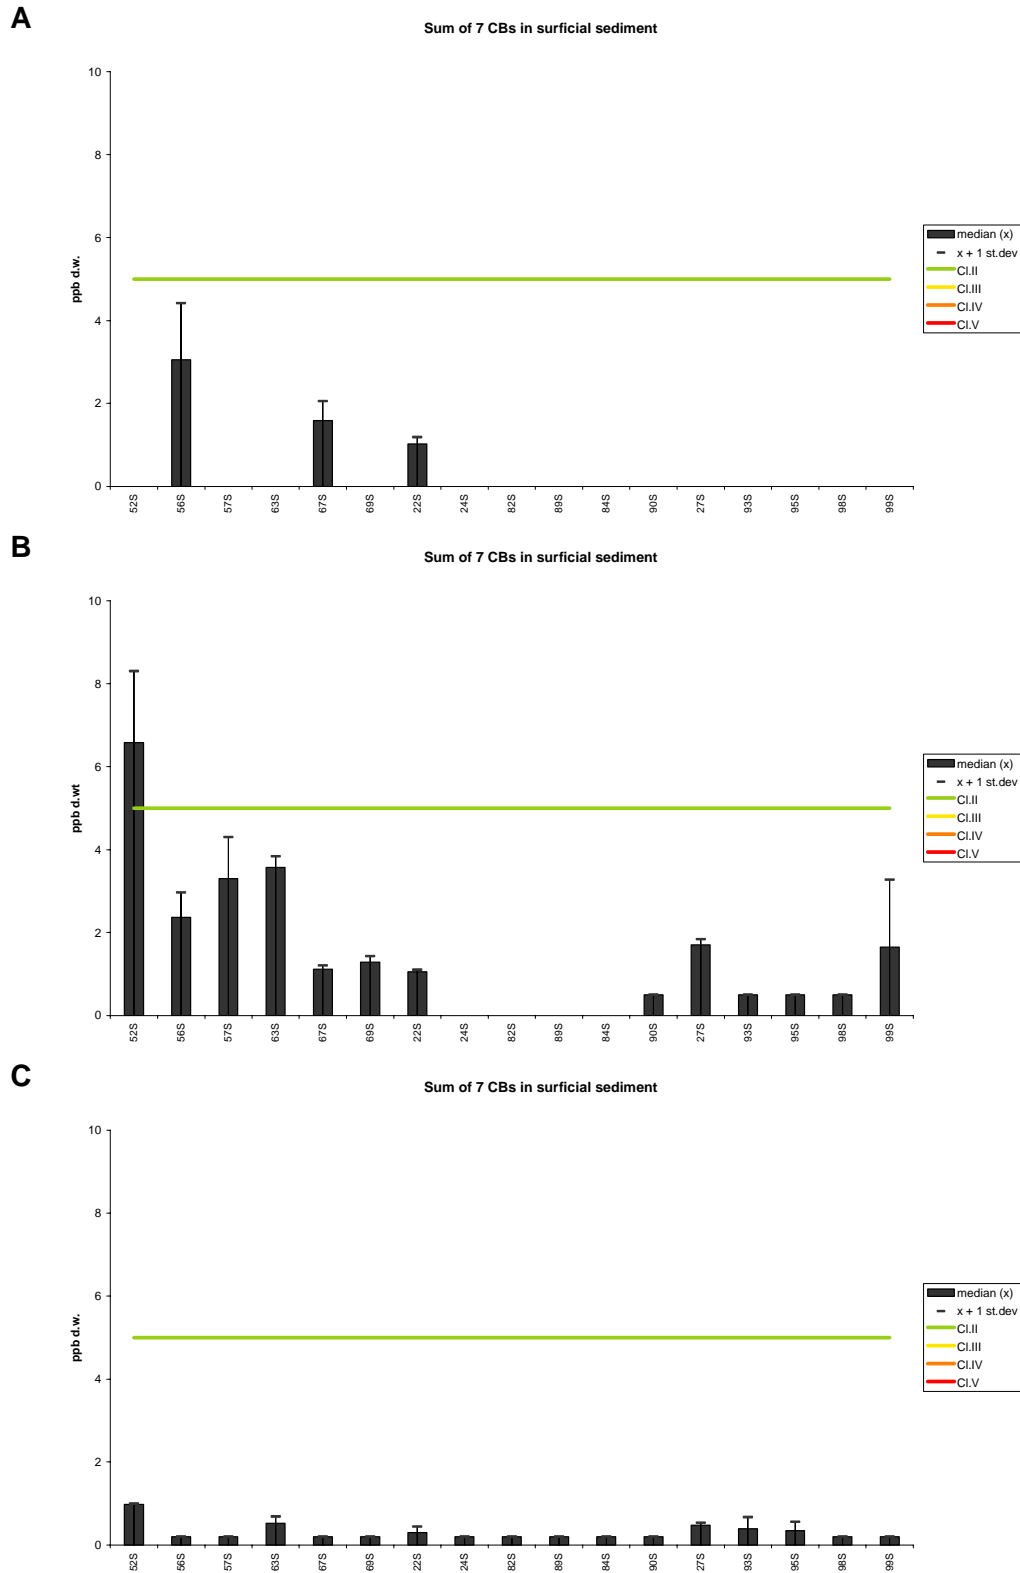 A
Sum of 7 CBs in surficial sediment
10
8
6
4
2
0
ppb d.w.
52S 56S 57S 63S 67S 69S 22S 24S 82S 89S 84S 90S 27S 93S 95S 98S 99S
median (x)
x + 1 st.dev
Cl.II
Cl.III
Cl.IV
Cl.V
B
Sum of 7 CBs in surficial sediment
10
8
6
4
2
0
ppb d.wt
52S 56S 57S 63S 67S 69S 22S 24S 82S 89S 84S 90S 27S 93S 95S 98S 99S
median (x)
x + 1 st.dev
Cl.II
Cl.III
Cl.IV
Cl.V
C
Sum of 7 CBs in surficial sediment
10
8
6
4
2
0
ppb d.w.
52S 56S 57S 63S 67S 69S 22S 24S 82S 89S 84S 90S 27S 93S 95S 98S 99S
median (x)
x + 1 st.dev
Cl.II
Cl.III
Cl.IV
Cl.V